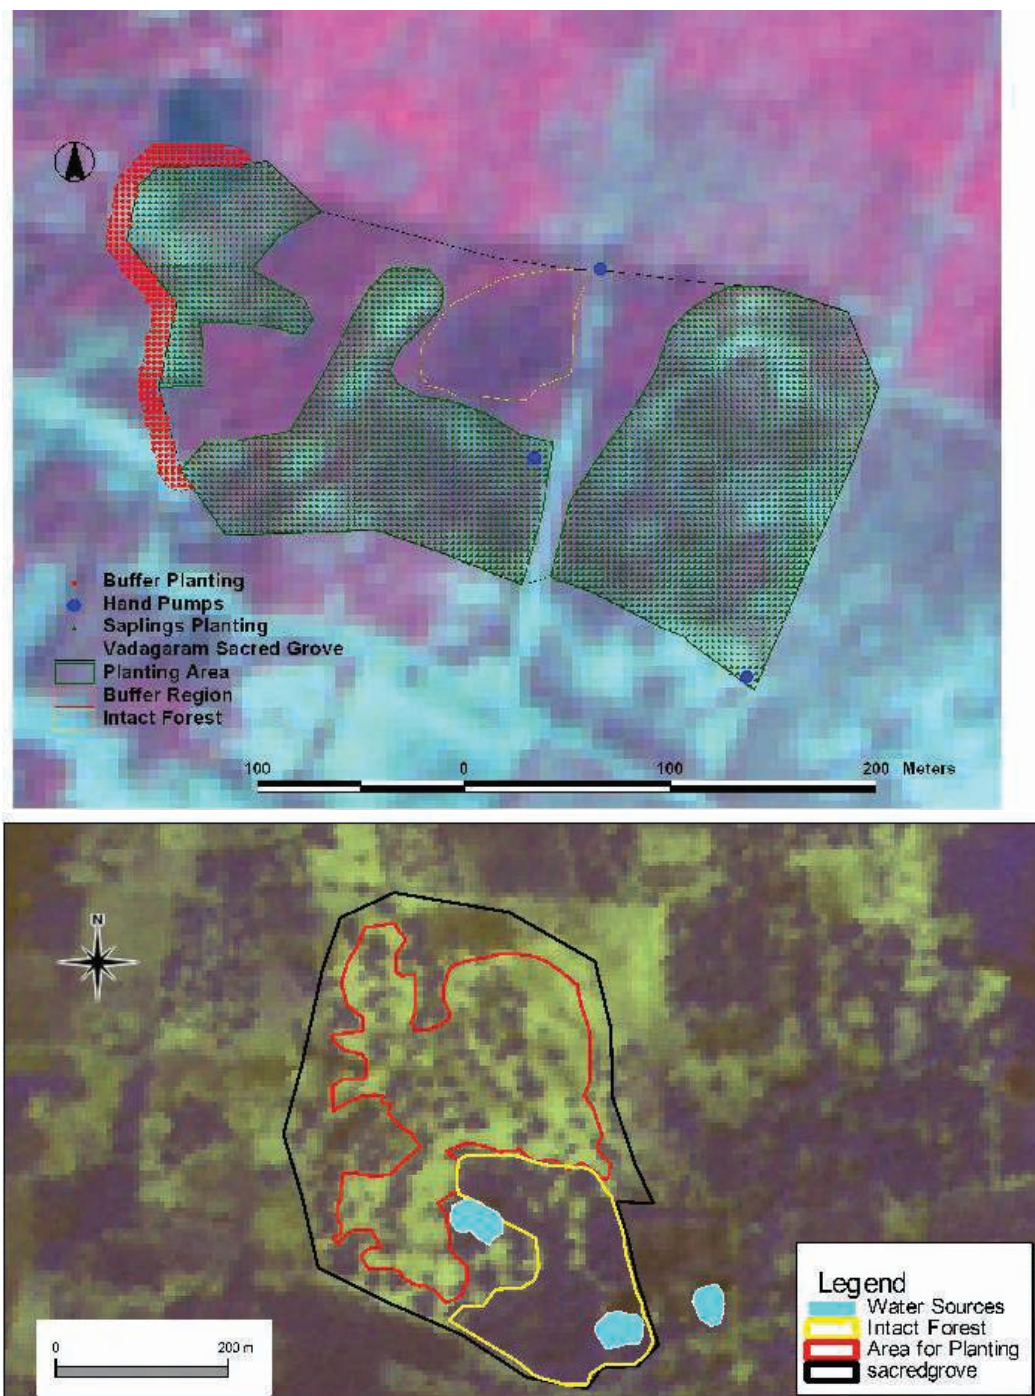 Buffer Planting
Hand Pumps
Saplings Planting
Vadagaram Sacred Grove
Planting Area
Buffer Region
Intact Forest
100 0 100 200 Meters
N
Legend
Water Sources
Intact Forest
Area for Planting
sacredgrove
0 200 m